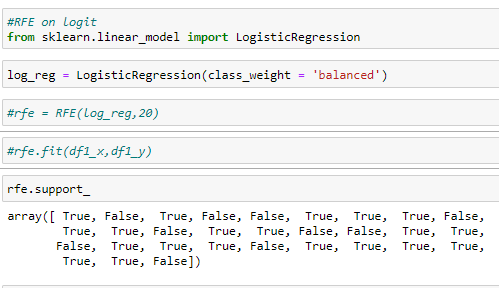 #RFE on logit
from sklearn.linear_model import LogisticRegression
log_reg = LogisticRegression(class_weight = 'balanced')
#rfe = RFE(log_reg,20)
#rfe.fit(df1_x,df1_y)
rfe.support_
array([ True, False,  True, False, False,  True,  True,  True, False,
        True,  True, False,  True,  True, False, False,  True,  True,
       False,  True,  True,  True, False,  True,  True,  True,  True,
        True,  True, False])